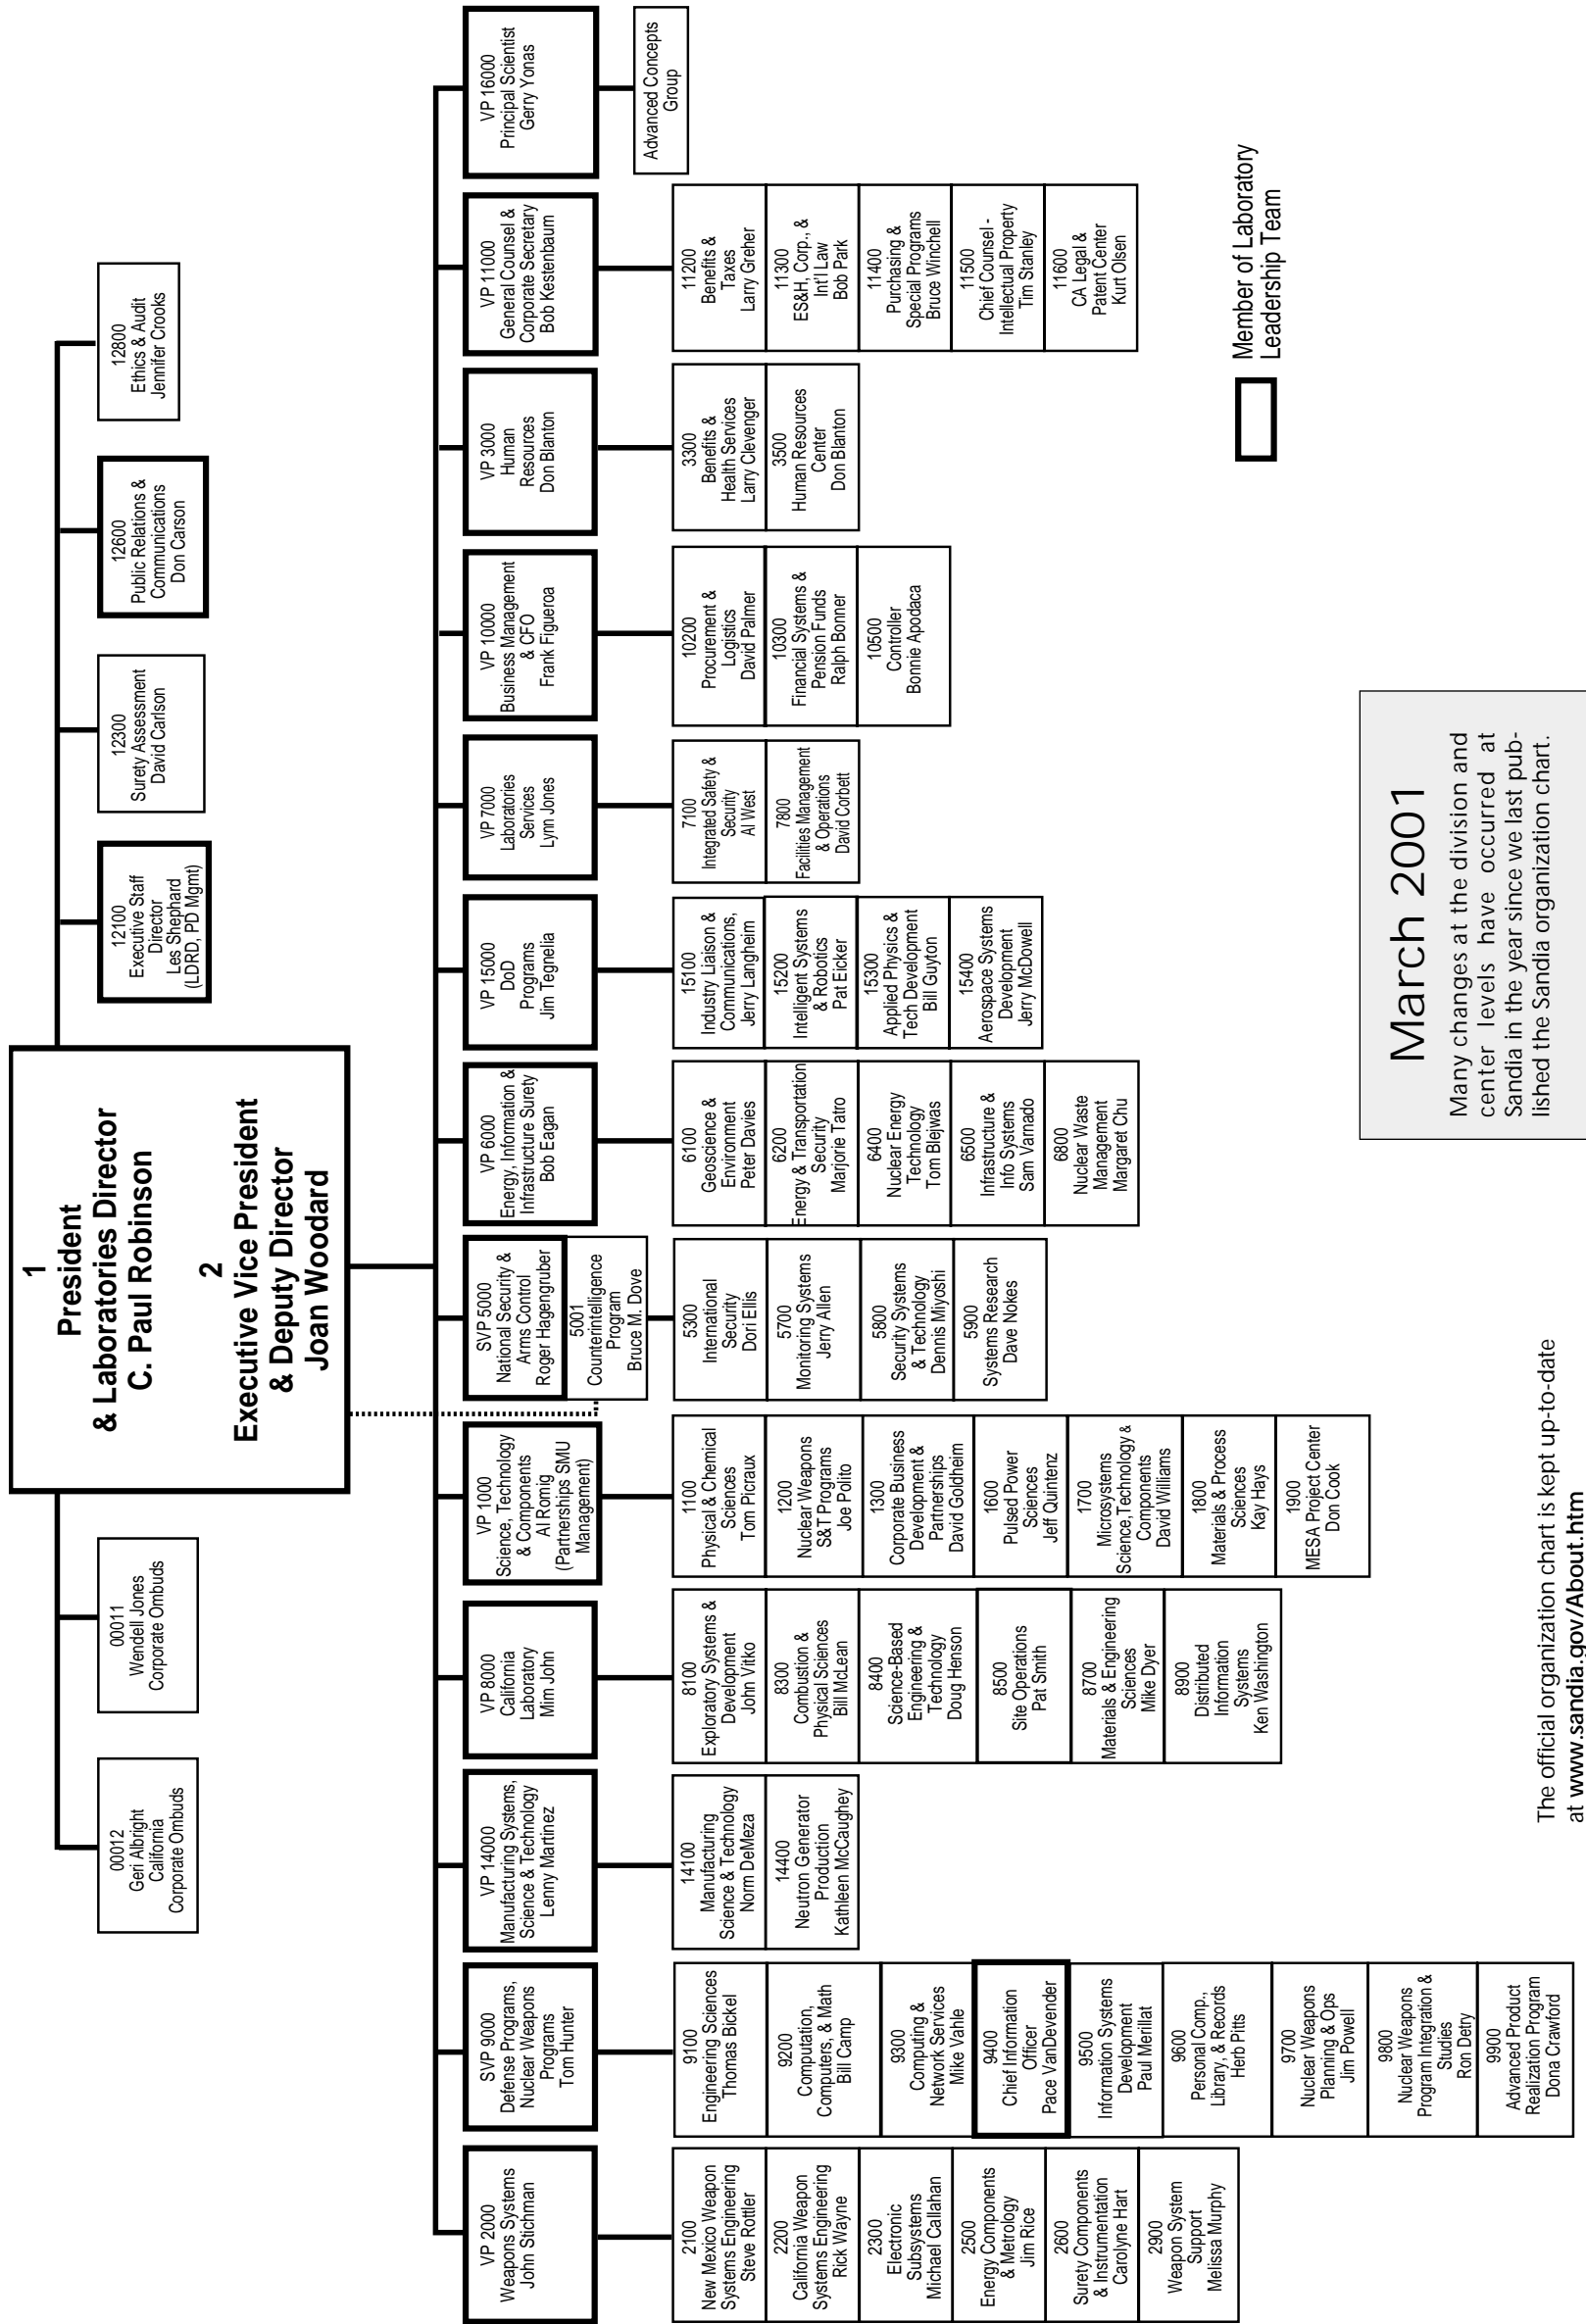 1
President
& Laboratories Director
C. Paul Robinson
2
Executive Vice President
& Deputy Director
Joan Woodard
00012
Geri Albright
California
Corporate Ombuds
00011
Wendell Jones
Corporate Ombuds
12100
Executive Staff
Director
Les Shephard
(LDRD, PD Mgmt)
12300
Surety Assessment
David Carlson
12600
Public Relations &
Communications
Don Carson
12800
Ethics & Audit
Jennifer Crooks
VP 2000
Weapons Systems
John Stichman
2100
New Mexico Weapon
Systems Engineering
Steve Rottler
2200
California Weapon
Systems Engineering
Rick Wayne
2300
Electronic
Subsystems
Michael Callahan
2500
Energy Components
& Metrology
Jim Rice
2600
Surety Components
& Instrumentation
Carolyne Hart
2900
Weapon System
Support
Melissa Murphy
SVP 9000
Defense Programs,
Nuclear Weapons
Programs
Tom Hunter
9100
Engineering Sciences
Thomas Bickel
9200
Computation,
Computers, & Math
Bill Camp
9300
Computing &
Network Services
Mike Vahle
9400
Chief Information
Officer
Pace VanDevender
9500
Information Systems
Development
Paul Merillat
9600
Personal Comp.,
Library, & Records
Herb Pitts
9700
Nuclear Weapons
Planning & Ops
Jim Powell
9800
Nuclear Weapons
Program Integration &
Studies
Ron Detry
9900
Advanced Product
Realization Program
Dona Crawford
VP 14000
Manufacturing Systems,
Science & Technology
Lenny Martinez
14100
Manufacturing
Science & Technology
Norm DeMeza
14400
Neutron Generator
Production
Kathleen McCaughey
VP 8000
California
Laboratory
Mim John
8100
Exploratory Systems &
Development
John Vitko
8300
Combustion &
Physical Sciences
Bill McLean
8400
Science-Based
Engineering &
Technology
Doug Henson
8500
Site Operations
Pat Smith
8700
Materials & Engineering
Sciences
Mike Dyer
8900
Distributed
Information
Systems
Ken Washington
VP 1000
Science, Technology
& Components
Al Romig
(Partnerships SMU
Management)
1100
Physical & Chemical
Sciences
Tom Picraux
1200
Nuclear Weapons
S&T Programs
Joe Polito
1300
Corporate Business
Development &
Partnerships
David Goldheim
1600
Pulsed Power
Sciences
Jeff Quintenz
1700
Microsystems
Science,Technology &
Components
David Williams
1800
Materials & Process
Sciences
Kay Hays
1900
MESA Project Center
Don Cook
SVP 5000
National Security &
Arms Control
Roger Hagengruber
5001
Counterintelligence
Program
Bruce M. Dove
5300
International
Security
Dori Ellis
5700
Monitoring Systems
Jerry Allen
5800
Security Systems
& Technology
Dennis Miyoshi
5900
Systems Research
Dave Nokes
VP 6000
Energy, Information &
Infrastructure Surety
Bob Eagan
6100
Geoscience &
Environment
Peter Davies
6200
Energy & Transportation
Security
Marjorie Tatro
6400
Nuclear Energy
Technology
Tom Blejwas
6500
Infrastructure &
Info Systems
Sam Varnado
6800
Nuclear Waste
Management
Margaret Chu
VP 15000
DoD
Programs
Jim Tegnelia
15100
Industry Liaison &
Communications,
Jerry Langheim
15200
Intelligent Systems
& Robotics
Pat Eicker
15300
Applied Physics &
Tech Development
Bill Guyton
15400
Aerospace Systems
Development
Jerry McDowell
VP 7000
Laboratories
Services
Lynn Jones
7100
Integrated Safety &
Security
Al West
7800
Facilities Management
& Operations
David Corbett
VP 10000
Business Management
& CFO
Frank Figueroa
10200
Procurement &
Logistics
David Palmer
10300
Financial Systems &
Pension Funds
Ralph Bonner
10500
Controller
Bonnie Apodaca
VP 3000
Human
Resources
Don Blanton
3300
Benefits &
Health Services
Larry Clevenger
3500
Human Resources
Center
Don Blanton
VP 11000
General Counsel &
Corporate Secretary
Bob Kestenbaum
11200
Benefits &
Taxes
Larry Greher
11300
ES&H, Corp., &
Int'l Law
Bob Park
11400
Purchasing &
Special Programs
Bruce Winchell
11500
Chief Counsel -
Intellectual Property
Tim Stanley
11600
CA Legal &
Patent Center
Kurt Olsen
VP 16000
Principal Scientist
Gerry Yonas
Advanced Concepts
Group
Member of Laboratory
Leadership Team
March 2001
Many changes at the division and
center levels have occurred at
Sandia in the year since we last pub-
lished the Sandia organization chart.
The official organization chart is kept up-to-date
at www.sandia.gov/About.htm